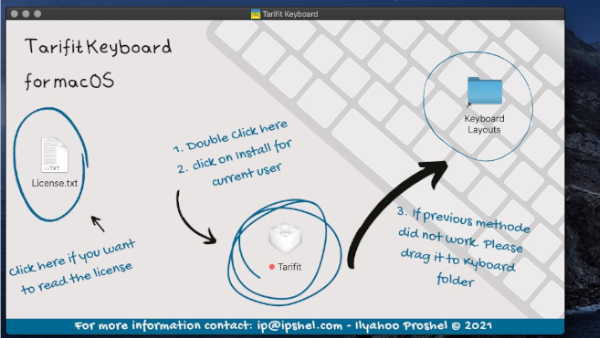 Tarifit Keyboard
Tarifit Keyboard
for macOS
License.txt
TXT
Click here if you want
to read the license
1. Double Click here
2. click on Install for
current user
Tarifit
Keyboard
Layouts
3. If previous methode
did not work. Please
drag it to Kyboard
folder
For more information contact: ip@ipshel.com - Ilyahoo Proshel © 2021